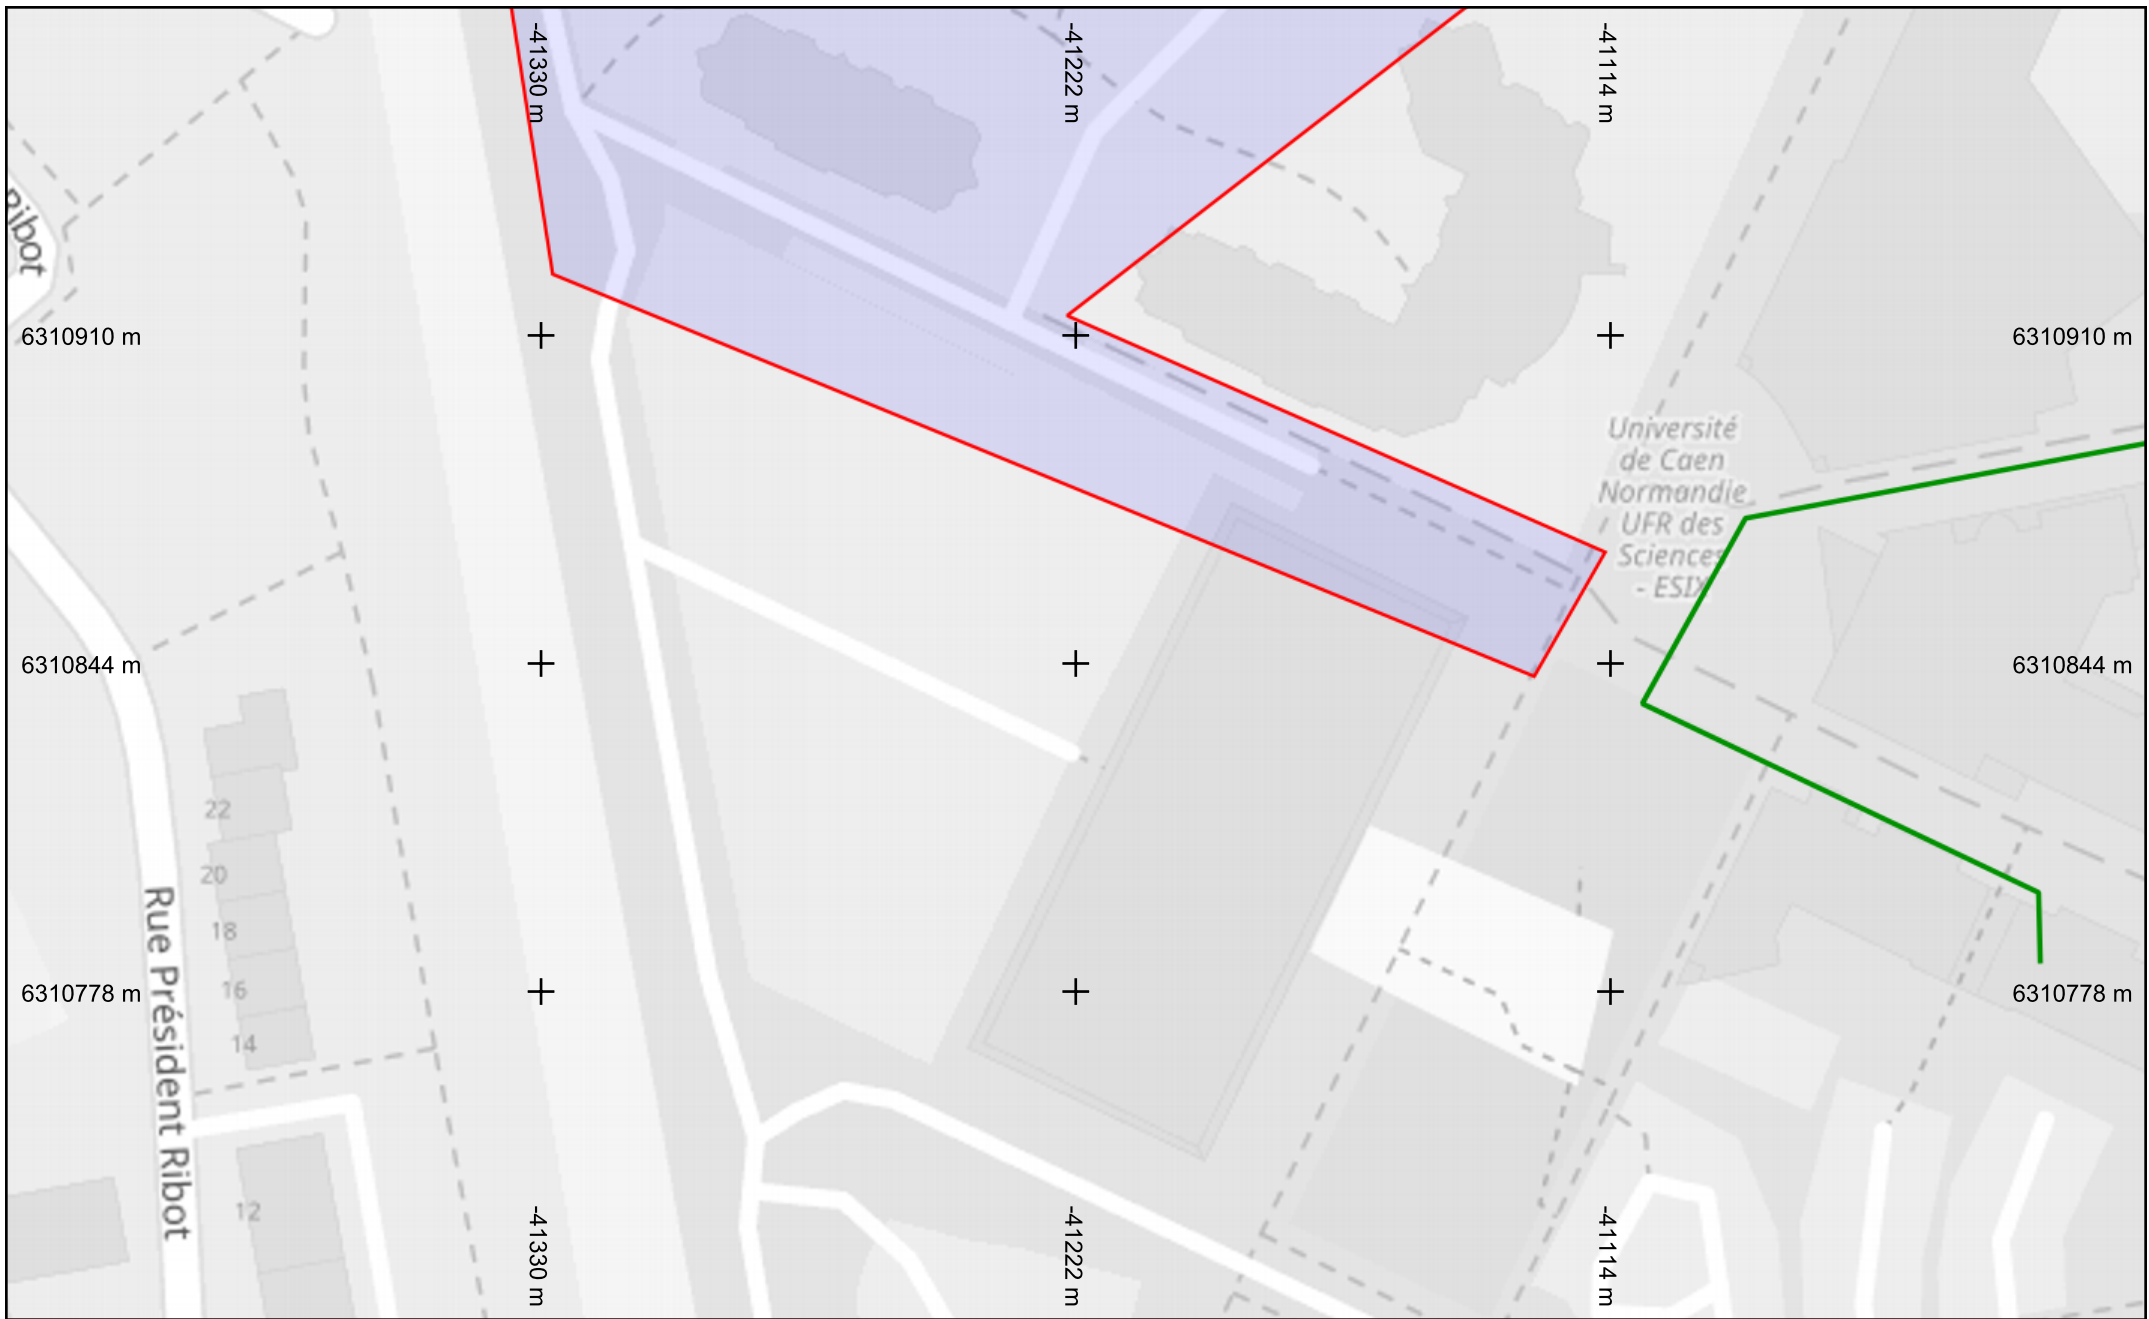 -41330 m
-41222 m
-41114 m
Ribot
6310910 m
6310910 m
Université
de Caen
Normandie
UFR des
Sciences
- ESIX
6310844 m
6310844 m
22
20
18
16
14
12
Rue Président Ribot
6310778 m
6310778 m
-41330 m
-41222 m
-41114 m